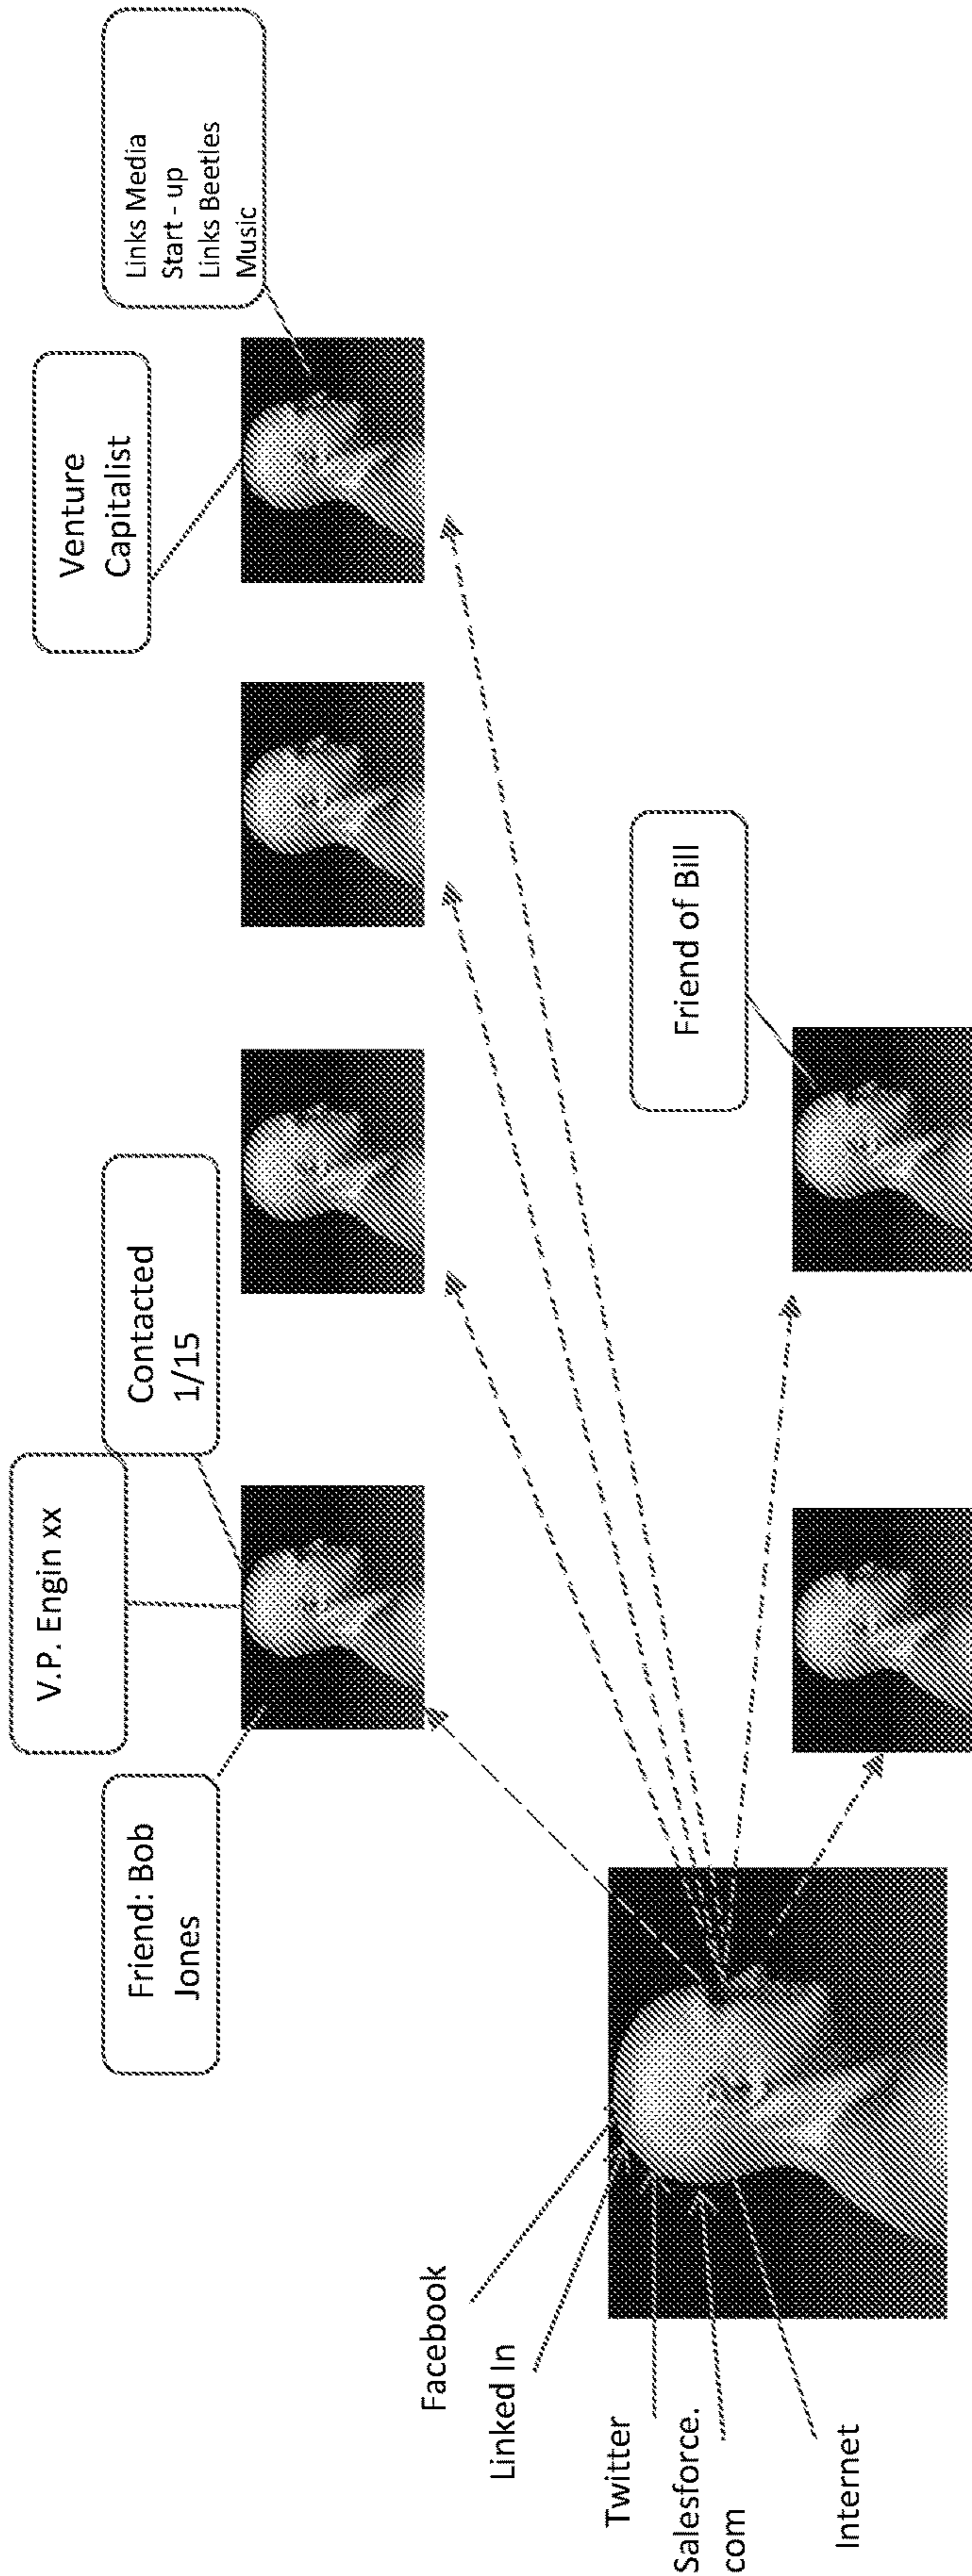 V.P. Engin xx
Friend: Bob
Jones
Contacted
1/15
Venture
Capitalist
Links Media
Start - up
Links Beetles
Music
Facebook
Linked In
Twitter
Salesforce.
com
Internet
Friend of Bill